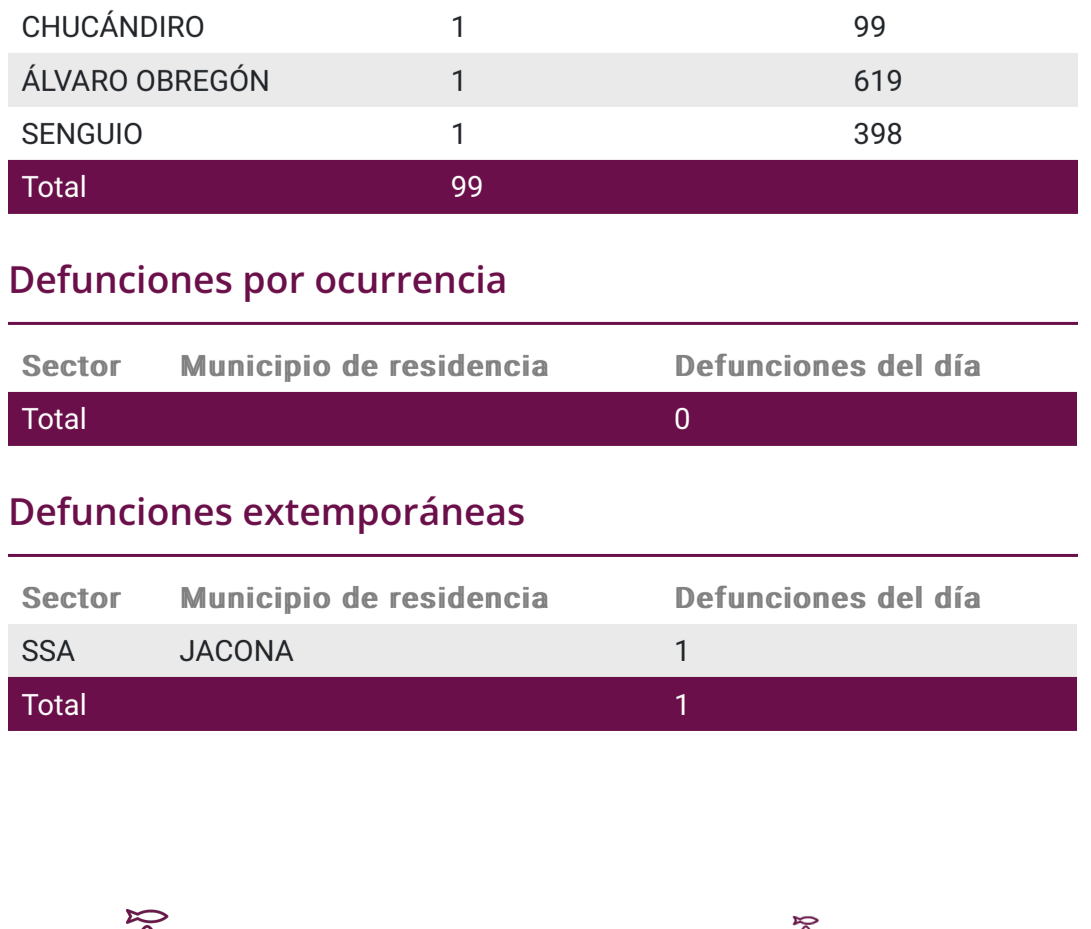 CHUCÁNDIRO 1 99
ÁLVARO OBREGÓN 1 619
SENGUIO 1 398
Total 99
Defunciones por ocurrencia
Sector Municipio de residencia Defunciones del día
Total 0
Defunciones extemporáneas
Sector Municipio de residencia Defunciones del día
SSA JACONA 1
Total 1